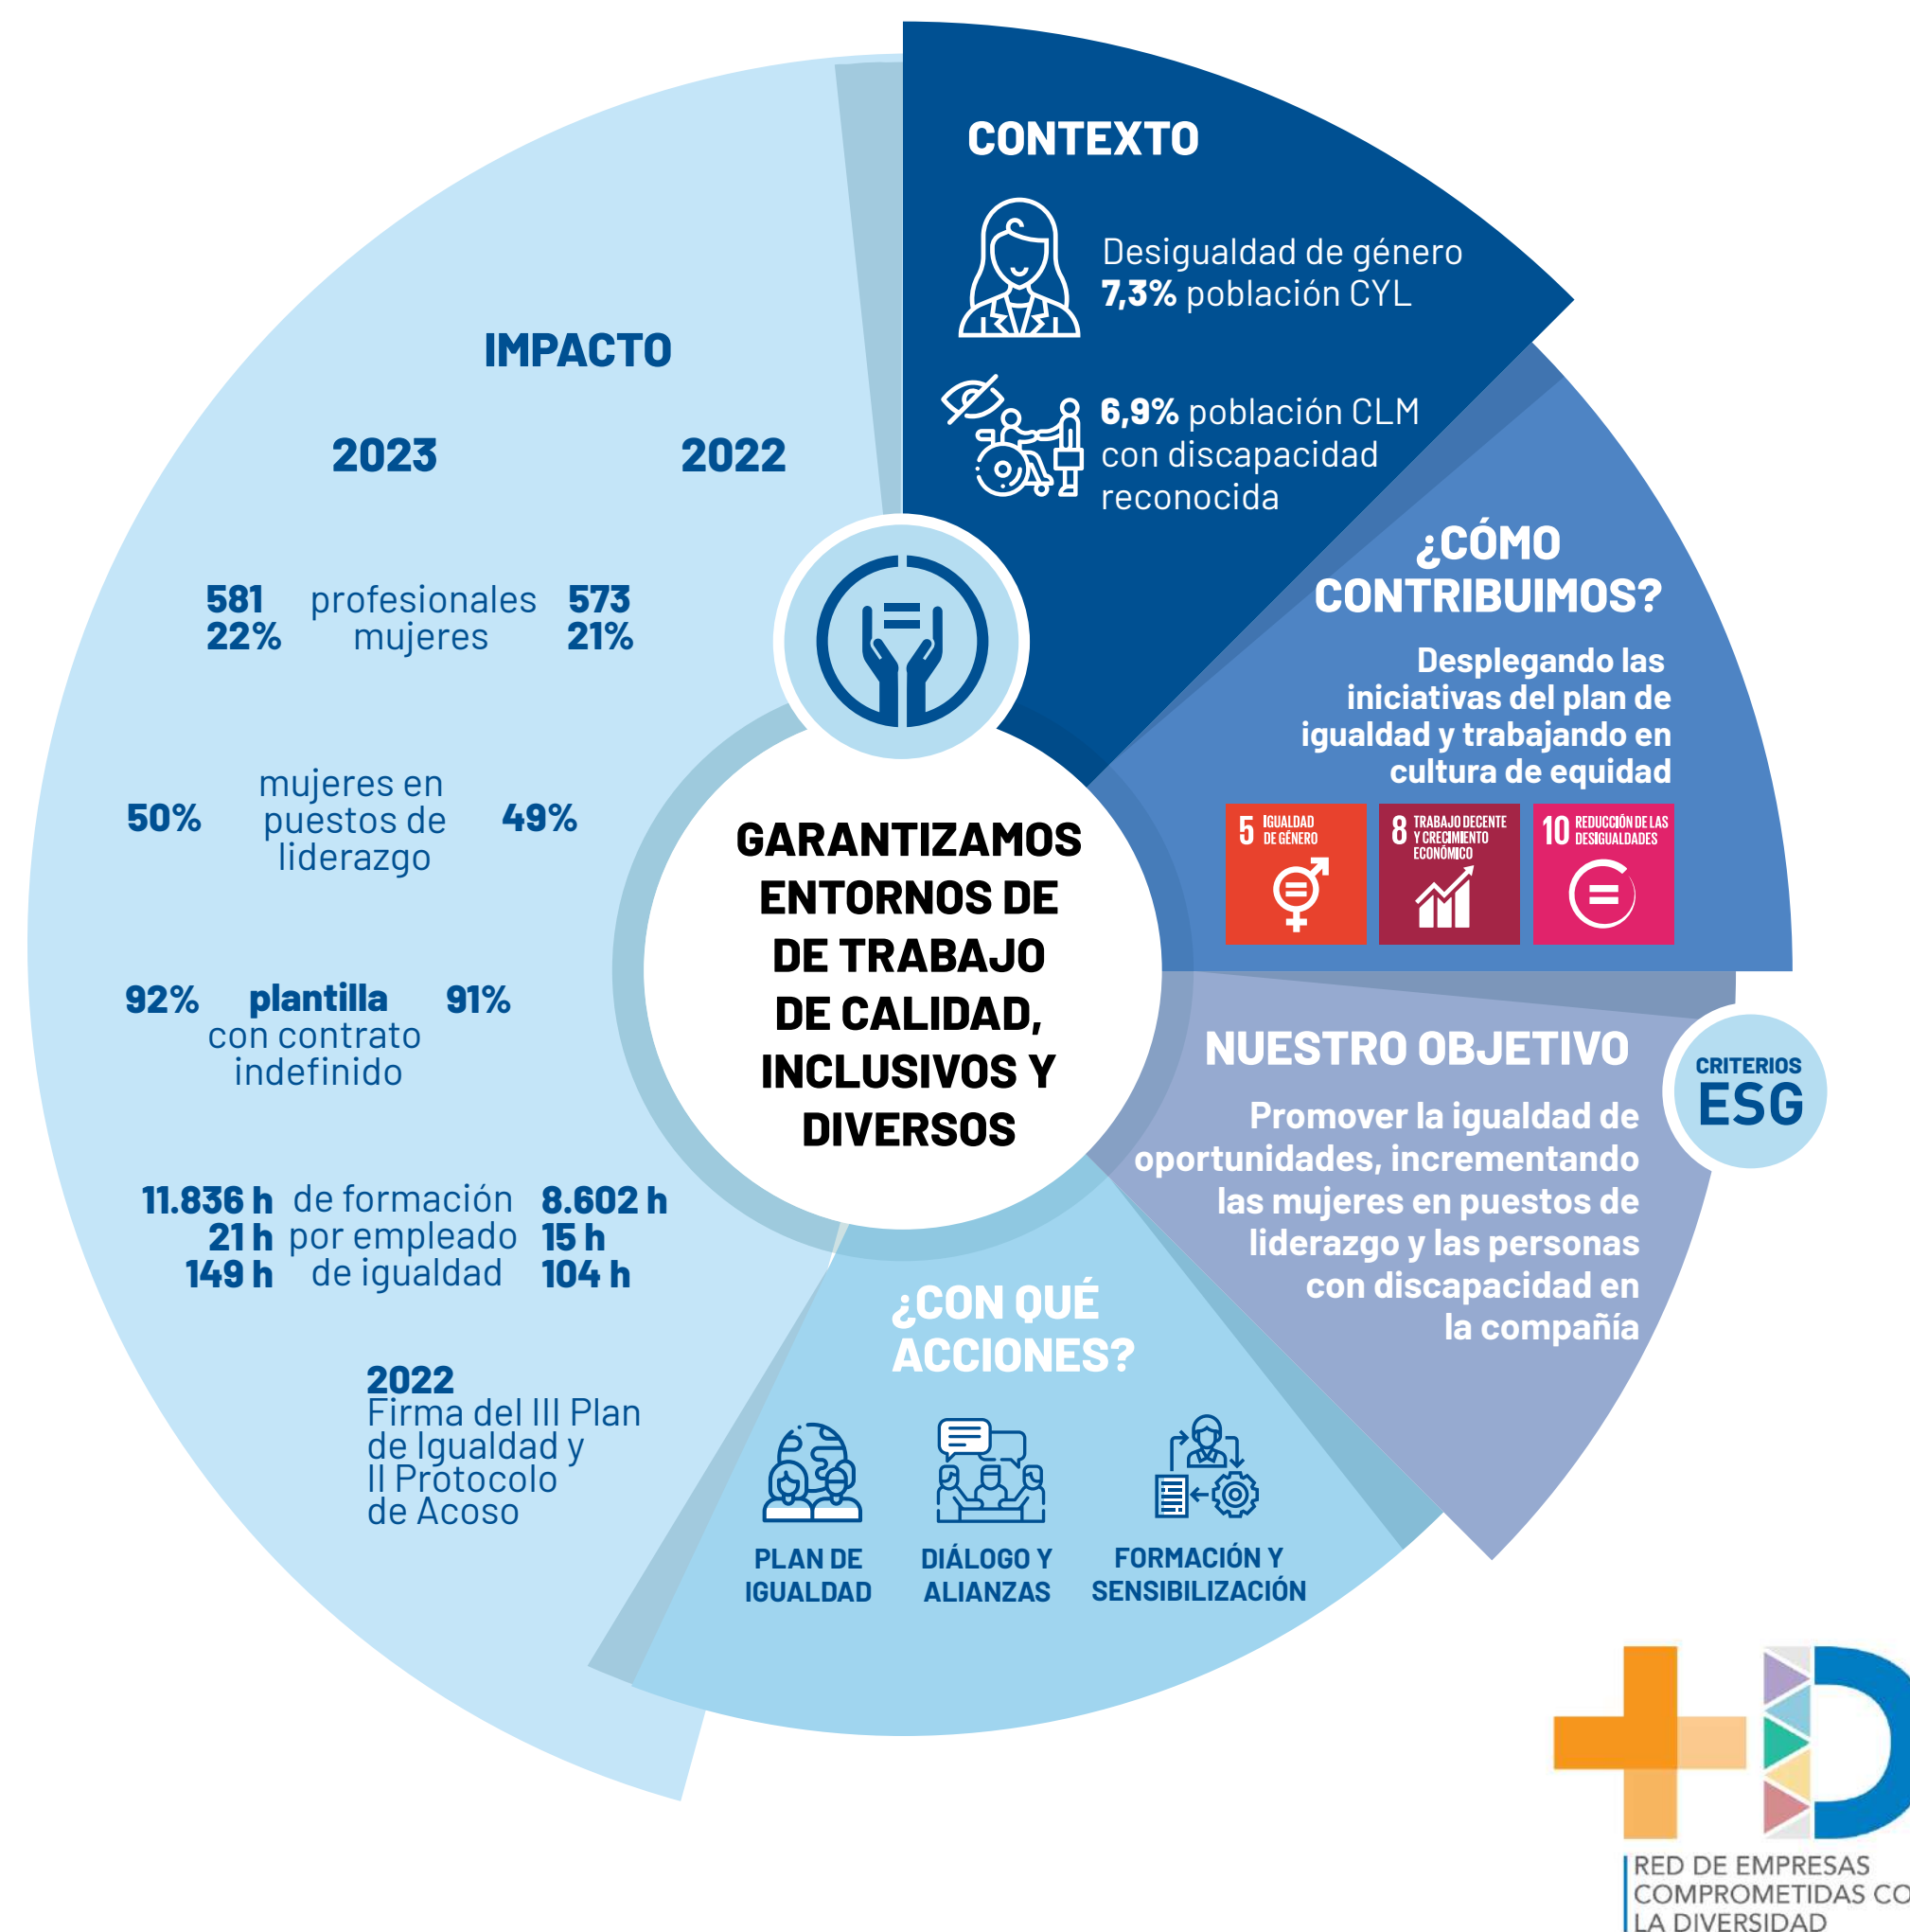 CONTEXTO
Desigualdad de género
7,3% población CYL
6,9% población CLM
con discapacidad
reconocida
¿CÓMO
CONTRIBUIMOS?
Desplegando las
iniciativas del plan de
igualdad y trabajando en
cultura de equidad
5 IGUALDAD
DE GÉNERO
8 TRABAJO DECENTE
Y CRECIMIENTO
ECONÓMICO
10 REDUCCIÓN DE LAS
DESIGUALDADES
NUESTRO OBJETIVO
Promover la igualdad de
oportunidades, incrementando
las mujeres en puestos de
liderazgo y las personas
con discapacidad en
la compañía
CRITERIOS
ESG
¿CON QUÉ
ACCIONES?
PLAN DE
IGUALDAD
DIÁLOGO Y
ALIANZAS
FORMACIÓN Y
SENSIBILIZACIÓN
IMPACTO
2023 2022
581 profesionales 573
22% mujeres 21%
mujeres en
50% puestos de 49%
liderazgo
92% plantilla 91%
con contrato
indefinido
11.836 h de formación 8.602 h
21 h por empleado 15 h
149 h de igualdad 104 h
2022
Firma del III Plan
de Igualdad y
II Protocolo
de Acoso
GARANTIZAMOS
ENTORNOS DE
DE TRABAJO
DE CALIDAD,
INCLUSIVOS Y
DIVERSOS
+D
RED DE EMPRESAS
COMPROMETIDAS CO
LA DIVERSIDAD